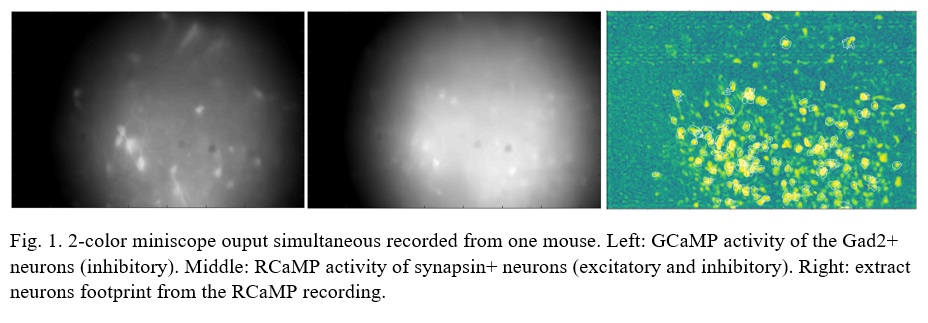 Fig. 1. 2-color miniscope ouput simultaneous recorded from one mouse. Left: GCaMP activity of the Gad2+
neurons (inhibitory). Middle: RCaMP activity of synapsin+ neurons (excitatory and inhibitory). Right: extract
neurons footprint from the RCaMP recording.